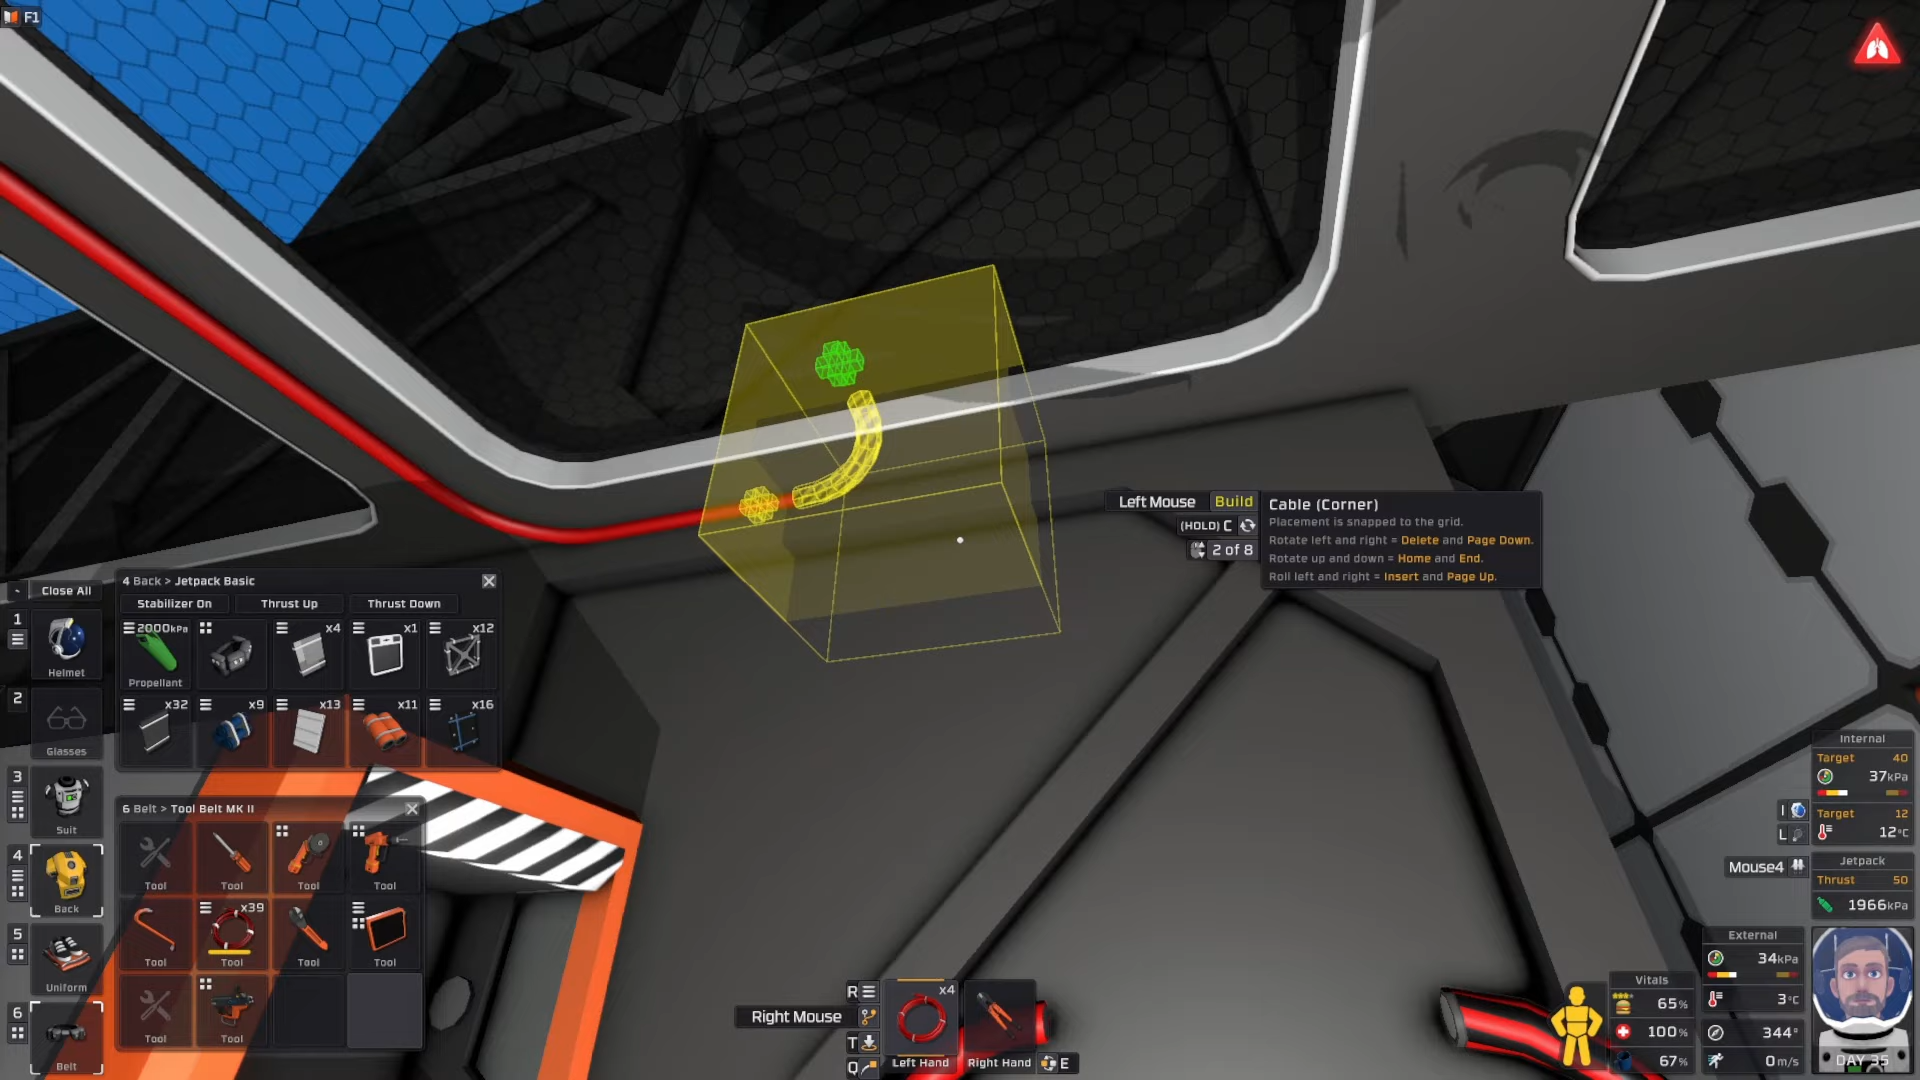 F1
Left Mouse Build
(HOLD) C
2 of 8
Cable (Corner)
Placement is snapped to the grid.
Rotate left and right = Delete and Page Down.
Rotate up and down = Home and End.
Roll left and right = Insert and Page Up.
- Close All
1
Helmet
2
Glasses
3
Suit
4
Back
5
Uniform
6
Belt
4 Back > Jetpack Basic
Stabilizer On Thrust Up Thrust Down
2000kPa x4 x1 x12
Propellant
x32 x9 x13 x11 x16
6 Belt > Tool Belt MK II
Tool Tool Tool Tool
x39
Tool Tool Tool Tool
Tool Tool
R
Right Mouse
T
Q
x4
Left Hand
Right Hand E
Internal
Target 40
37kPa
Target 12
12°C
I
L
Mouse4
Jetpack
Thrust 50
1966kPa
External
34kPa
3°C
344°
0m/s
Vitals
65%
100%
67%
DAY 35